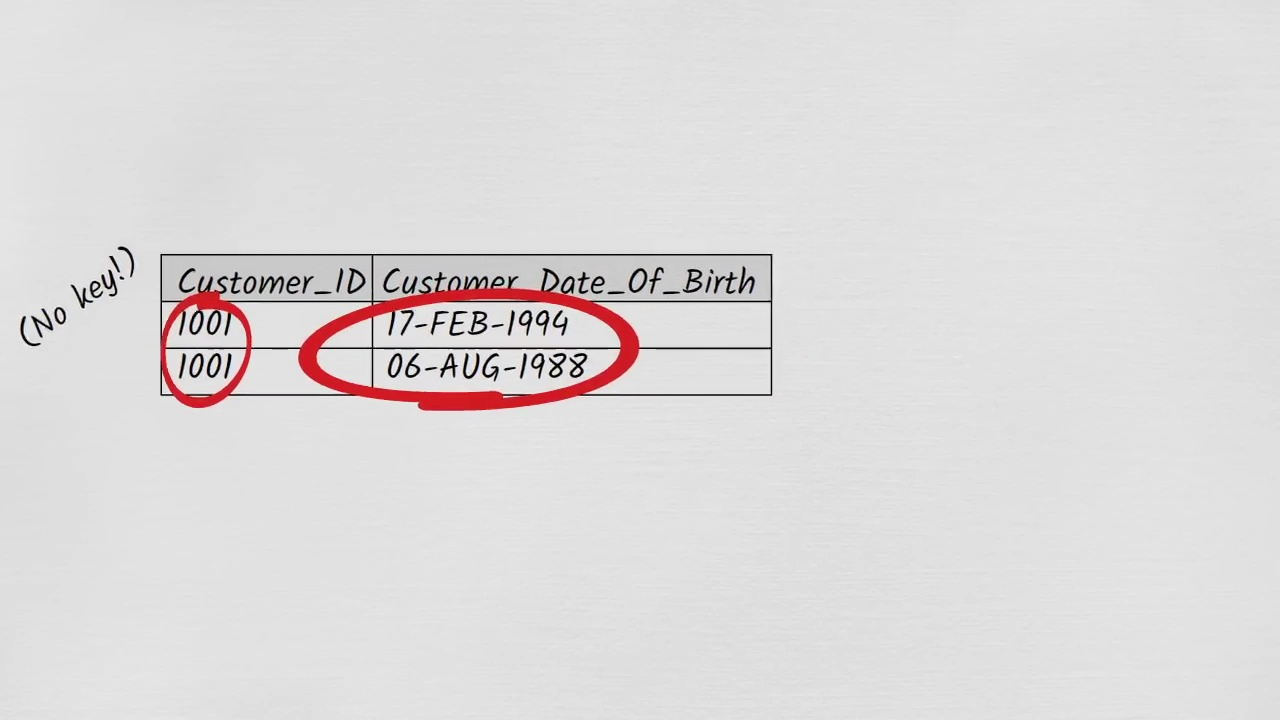 (No key!)
Customer_ID Customer_Date_Of_Birth
1001 17-FEB-1994
1001 06-AUG-1988